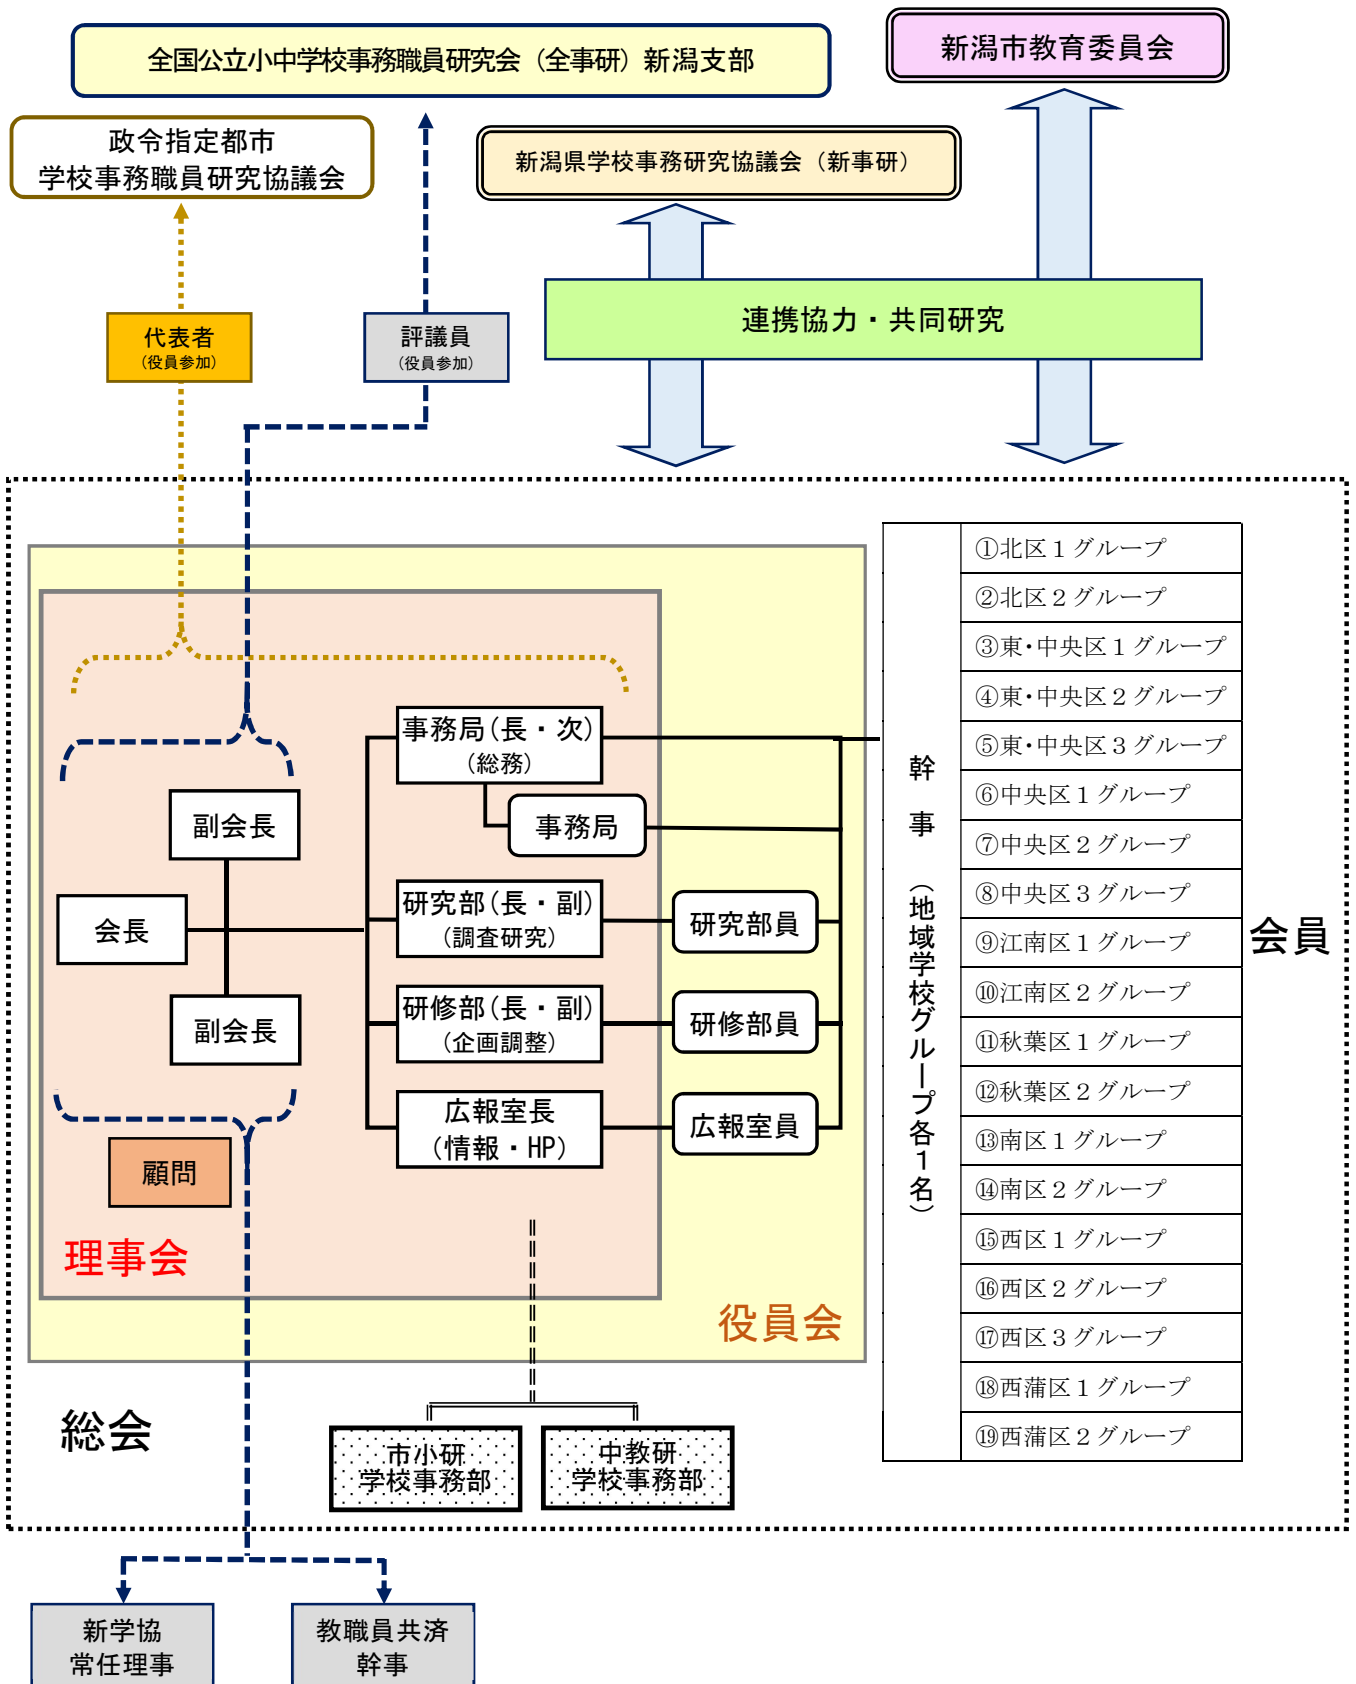 全国公立小中学校事務職員研究会（全事研）新潟支部
新潟市教育委員会
政令指定都市
学校事務職員研究協議会
新潟県学校事務研究協議会（新事研）
連携協力・共同研究
代表者
（役員参加）
評議員
（役員参加）
事務局（長・次）
（総務）
事務局
副会長
会長
副会長
研究部（長・副）
（調査研究）
研究部員
研修部（長・副）
（企画調整）
研修部員
広報室長
（情報・HP）
広報室員
顧問
理事会
役員会
総会
幹事（地域学校グループ各１名）
①北区１グループ
②北区２グループ
③東・中央区１グループ
④東・中央区２グループ
⑤東・中央区３グループ
⑥中央区１グループ
⑦中央区２グループ
⑧中央区３グループ
⑨江南区１グループ
⑩江南区２グループ
⑪秋葉区１グループ
⑫秋葉区２グループ
⑬南区１グループ
⑭南区２グループ
⑮西区１グループ
⑯西区２グループ
⑰西区３グループ
⑱西蒲区１グループ
⑲西蒲区２グループ
会員
市小研
学校事務部
中教研
学校事務部
新学協
常任理事
教職員共済
幹事